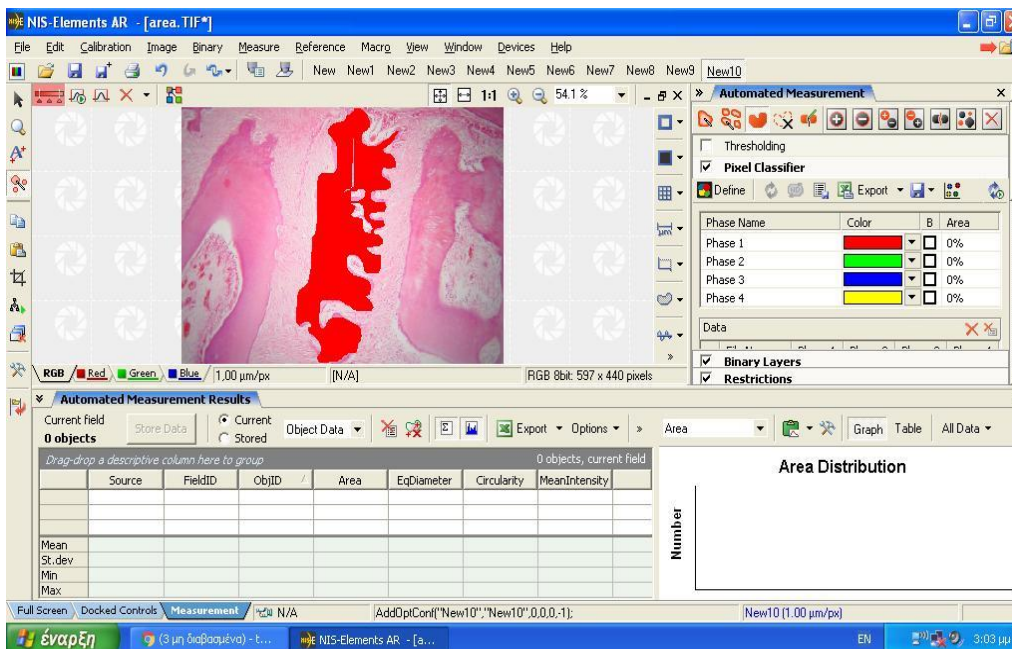 NIS-Elements AR - [area.TIF*]
File Edit Calibration Image Binary Measure Reference Macro View Window Devices Help
New New1 New2 New3 New4 New5 New6 New7 New8 New9 New10
1:1 54.1 %
Automated Measurement
Thresholding
Pixel Classifier
Define Export
Phase Name Color B Area
Phase 1 0%
Phase 2 0%
Phase 3 0%
Phase 4 0%
Data
Binary Layers
Restrictions
RGB Red Green Blue 1,00 µm/px [N/A] RGB 8bit: 597 x 440 pixels
Automated Measurement Results
Current field
0 objects
Store Data
Current
Stored
Object Data Σ Export Options » Area Graph Table All Data
Drag-drop a descriptive column here to group 0 objects, current field
Source FieldID ObjID Area EqDiameter Circularity MeanIntensity
Mean
St.dev
Min
Max
Area Distribution
Number
Full Screen Docked Controls Measurement N/A AddOptConf("New10","New10",0,0,0,-1); New10 (1.00 µm/px)
έναρξη (3 μη διαβασμένα) - t... NIS-Elements AR - [a... EN 3:03 μμ